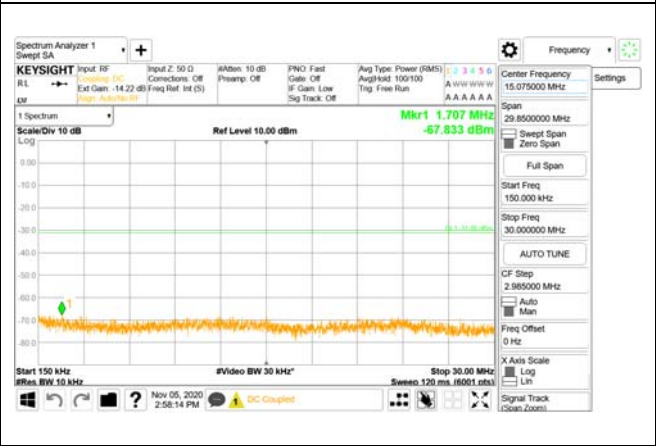 Spectrum Analyzer 1
Swept SA
Frequency
KEYSIGHT
RL
Input: RF
Coupling: DC
Ext Gain: -14.22 dB
Align: Auto/No RF
Input Z: 50 Ω
Corrections: Off
Freq Ref: Int (S)
#Atten: 10 dB
Preamp: Off
PNO: Fast
Gate: Off
IF Gain: Low
Sig Track: Off
Avg Type: Power (RMS)
Avg|Hold: 100/100
Trig: Free Run
1 2 3 4 5 6
A W W W W W
A A A A A A
Center Frequency
15.075000 MHz
Settings
Span
29.8500000 MHz
Swept Span
Zero Span
Full Span
Start Freq
150.000 kHz
Stop Freq
30.000000 MHz
AUTO TUNE
CF Step
2.985000 MHz
Auto
Man
Freq Offset
0 Hz
X Axis Scale
Log
Lin
Signal Track
(Span Zoom)
1 Spectrum
Mkr1 1.707 MHz
Scale/Div 10 dB
Ref Level 10.00 dBm
-67.833 dBm
Log
0.00
-10.0
-20.0
-30.0
-40.0
-50.0
-60.0
1
-70.0
-80.0
Start 150 kHz
#Video BW 30 kHz*
Stop 30.00 MHz
#Res BW 10 kHz
Sweep 120 ms (6001 pts)
?
Nov 05, 2020
2:58:14 PM
1
DC Coupled